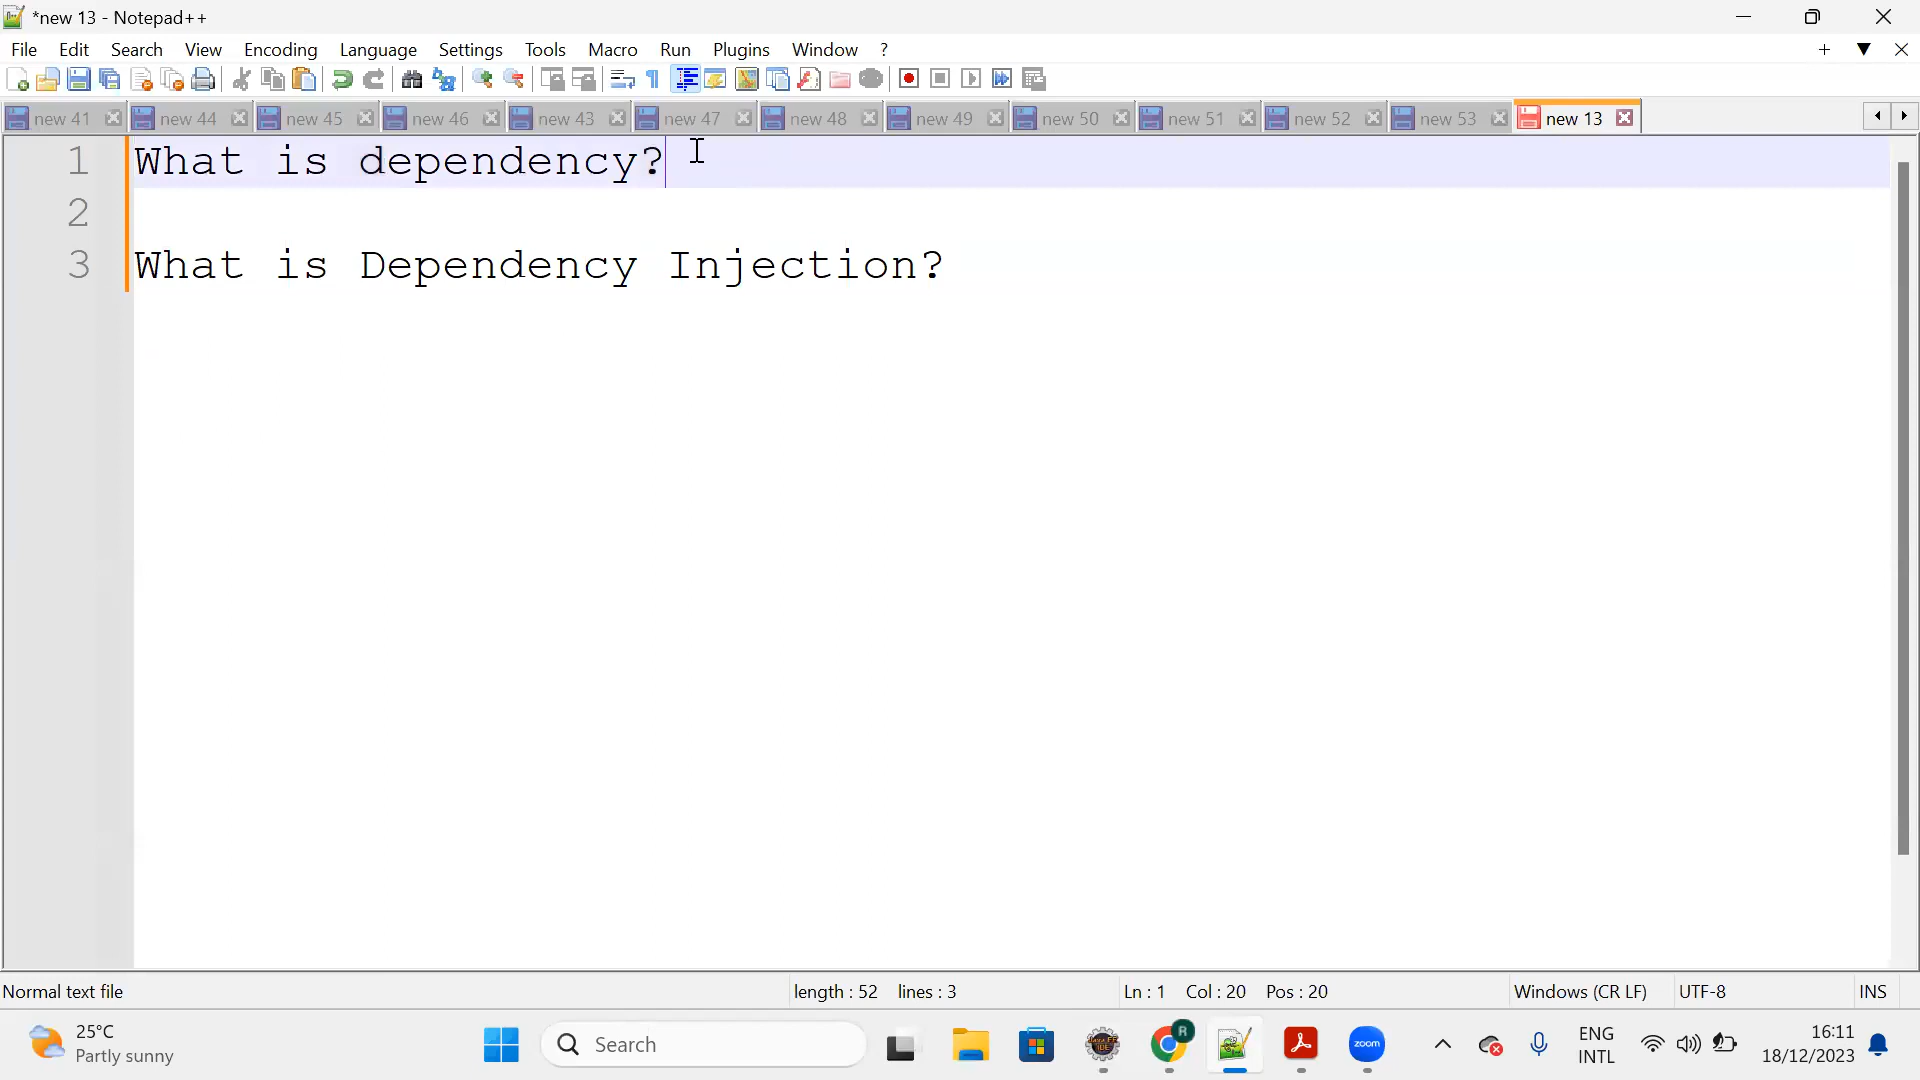 *new 13 - Notepad++
File Edit Search View Encoding Language Settings Tools Macro Run Plugins Window ?
new 41 new 44 new 45 new 46 new 43 new 47 new 48 new 49 new 50 new 51 new 52 new 53 new 13
1 What is dependency?
2
3 What is Dependency Injection?
Normal text file length : 52 lines : 3 Ln : 1 Col : 20 Pos : 20 Windows (CR LF) UTF-8 INS
25°C
Partly sunny
Search
R
zoom
ENG
INTL
16:11
18/12/2023